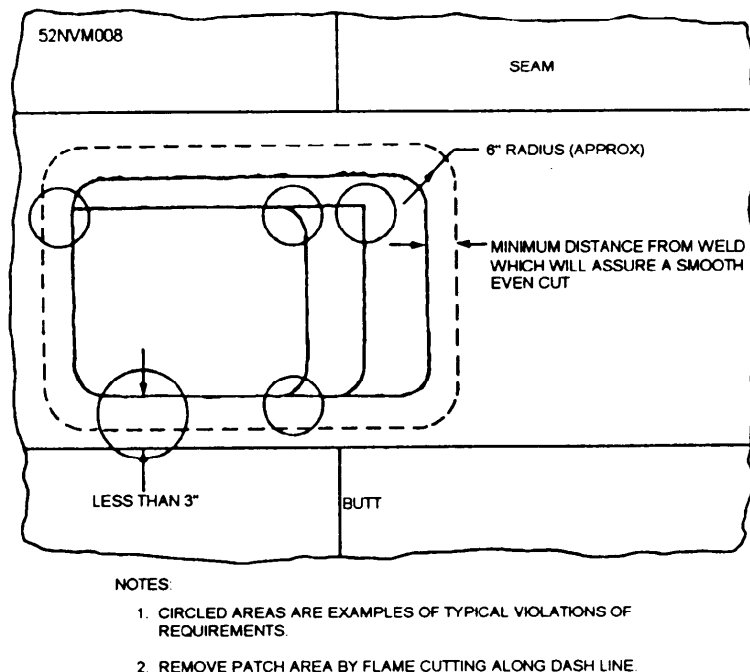 52NVM008
SEAM
6" RADIUS (APPROX)
MINIMUM DISTANCE FROM WELD
WHICH WILL ASSURE A SMOOTH
EVEN CUT
LESS THAN 3"
BUTT
NOTES:
1. CIRCLED AREAS ARE EXAMPLES OF TYPICAL VIOLATIONS OF
REQUIREMENTS.
2. REMOVE PATCH AREA BY FLAME CUTTING ALONG DASH LINE.